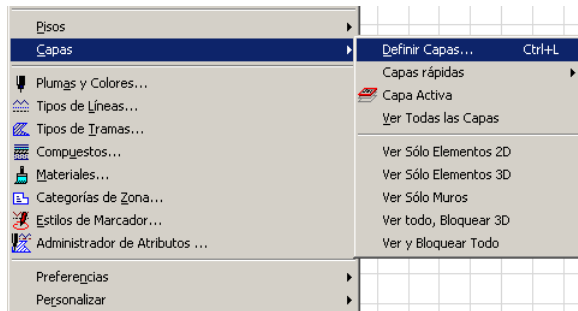 Pisos
Capas
Plumas y Colores...
Tipos de Líneas...
Tipos de Tramas...
Compuestos...
Materiales...
Categorías de Zona...
Estilos de Marcador...
Administrador de Atributos ...
Preferencias
Personalizar
Definir Capas... Ctrl+L
Capas rápidas
Capa Activa
Ver Todas las Capas
Ver Sólo Elementos 2D
Ver Sólo Elementos 3D
Ver Sólo Muros
Ver todo, Bloquear 3D
Ver y Bloquear Todo